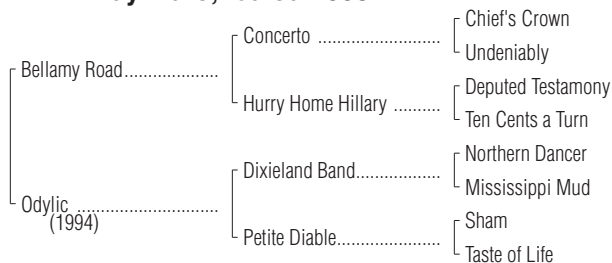 Concerto
Chief's Crown
Undeniably
Bellamy Road
Hurry Home Hillary
Deputed Testamony
Ten Cents a Turn
Dixieland Band
Northern Dancer
Mississippi Mud
Odylic
(1994)
Petite Diable
Sham
Taste of Life